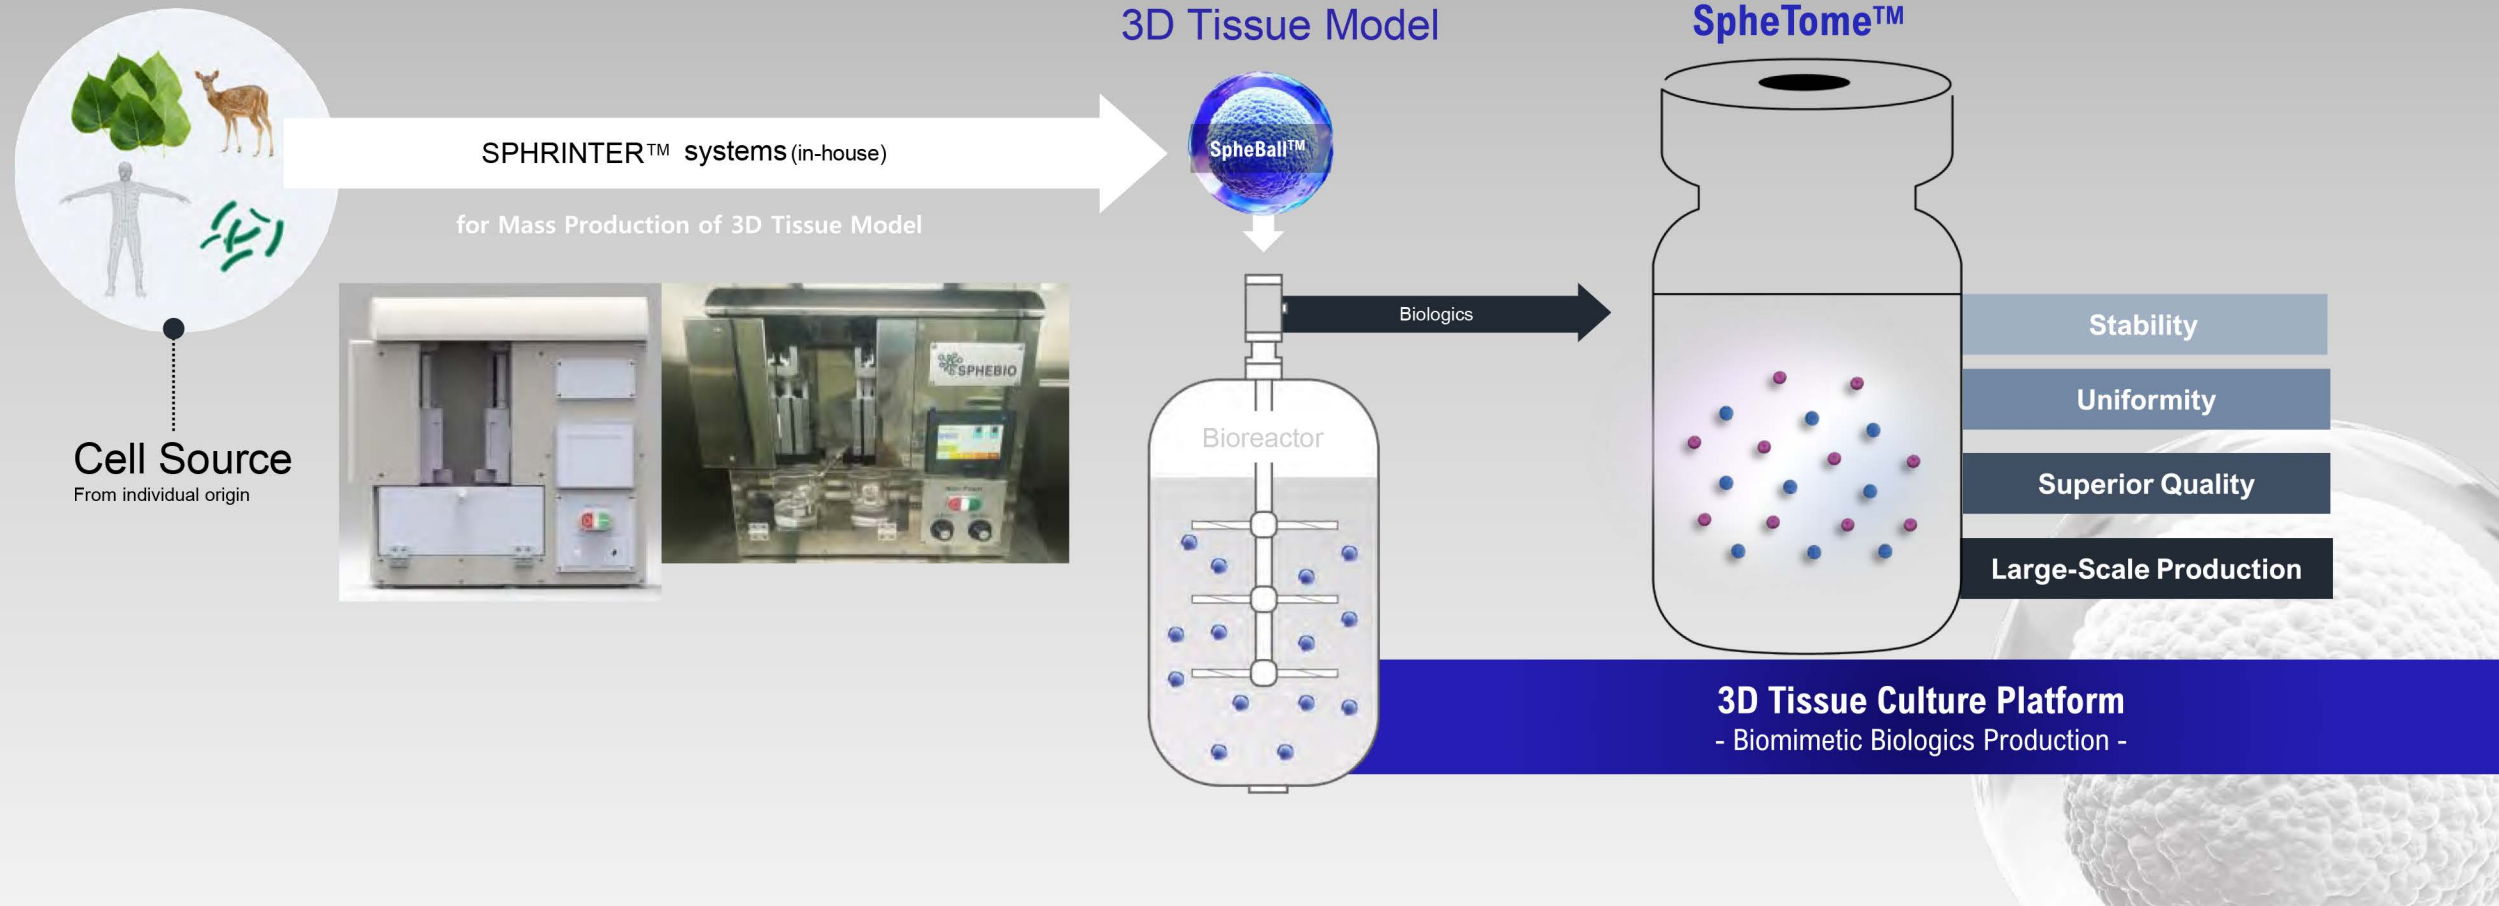 3D Tissue Model
SpheTome™
SPHRINTER™ systems (in-house)
for Mass Production of 3D Tissue Model
SpheBall™
Cell Source
From individual origin
SPHEBIO
Bioreactor
Biologics
Stability
Uniformity
Superior Quality
Large-Scale Production
3D Tissue Culture Platform
- Biomimetic Biologics Production -